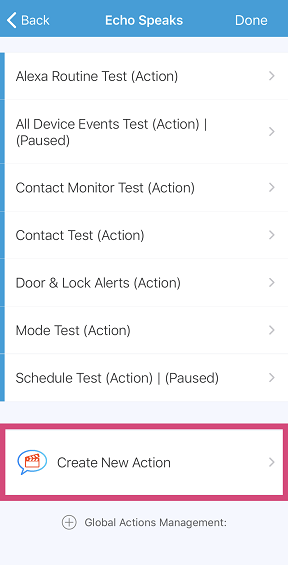 Back Echo Speaks Done
Alexa Routine Test (Action)
All Device Events Test (Action) |
(Paused)
Contact Monitor Test (Action)
Contact Test (Action)
Door & Lock Alerts (Action)
Mode Test (Action)
Schedule Test (Action) | (Paused)
Create New Action
Global Actions Management: